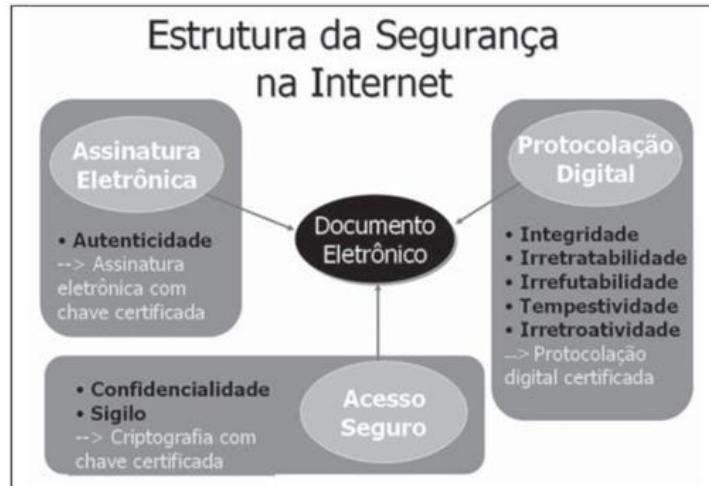 Estrutura da Segurança
na Internet
Assinatura
Eletrônica
• Autenticidade
--> Assinatura
eletrônica com
chave certificada
Documento
Eletrônico
Protocolação
Digital
• Integridade
• Irretratabilidade
• Irrefutabilidade
• Tempestividade
• Irretroatividade
--> Protocolação
digital certificada
• Confidencialidade
• Sigilo
--> Criptografia com
chave certificada
Acesso
Seguro